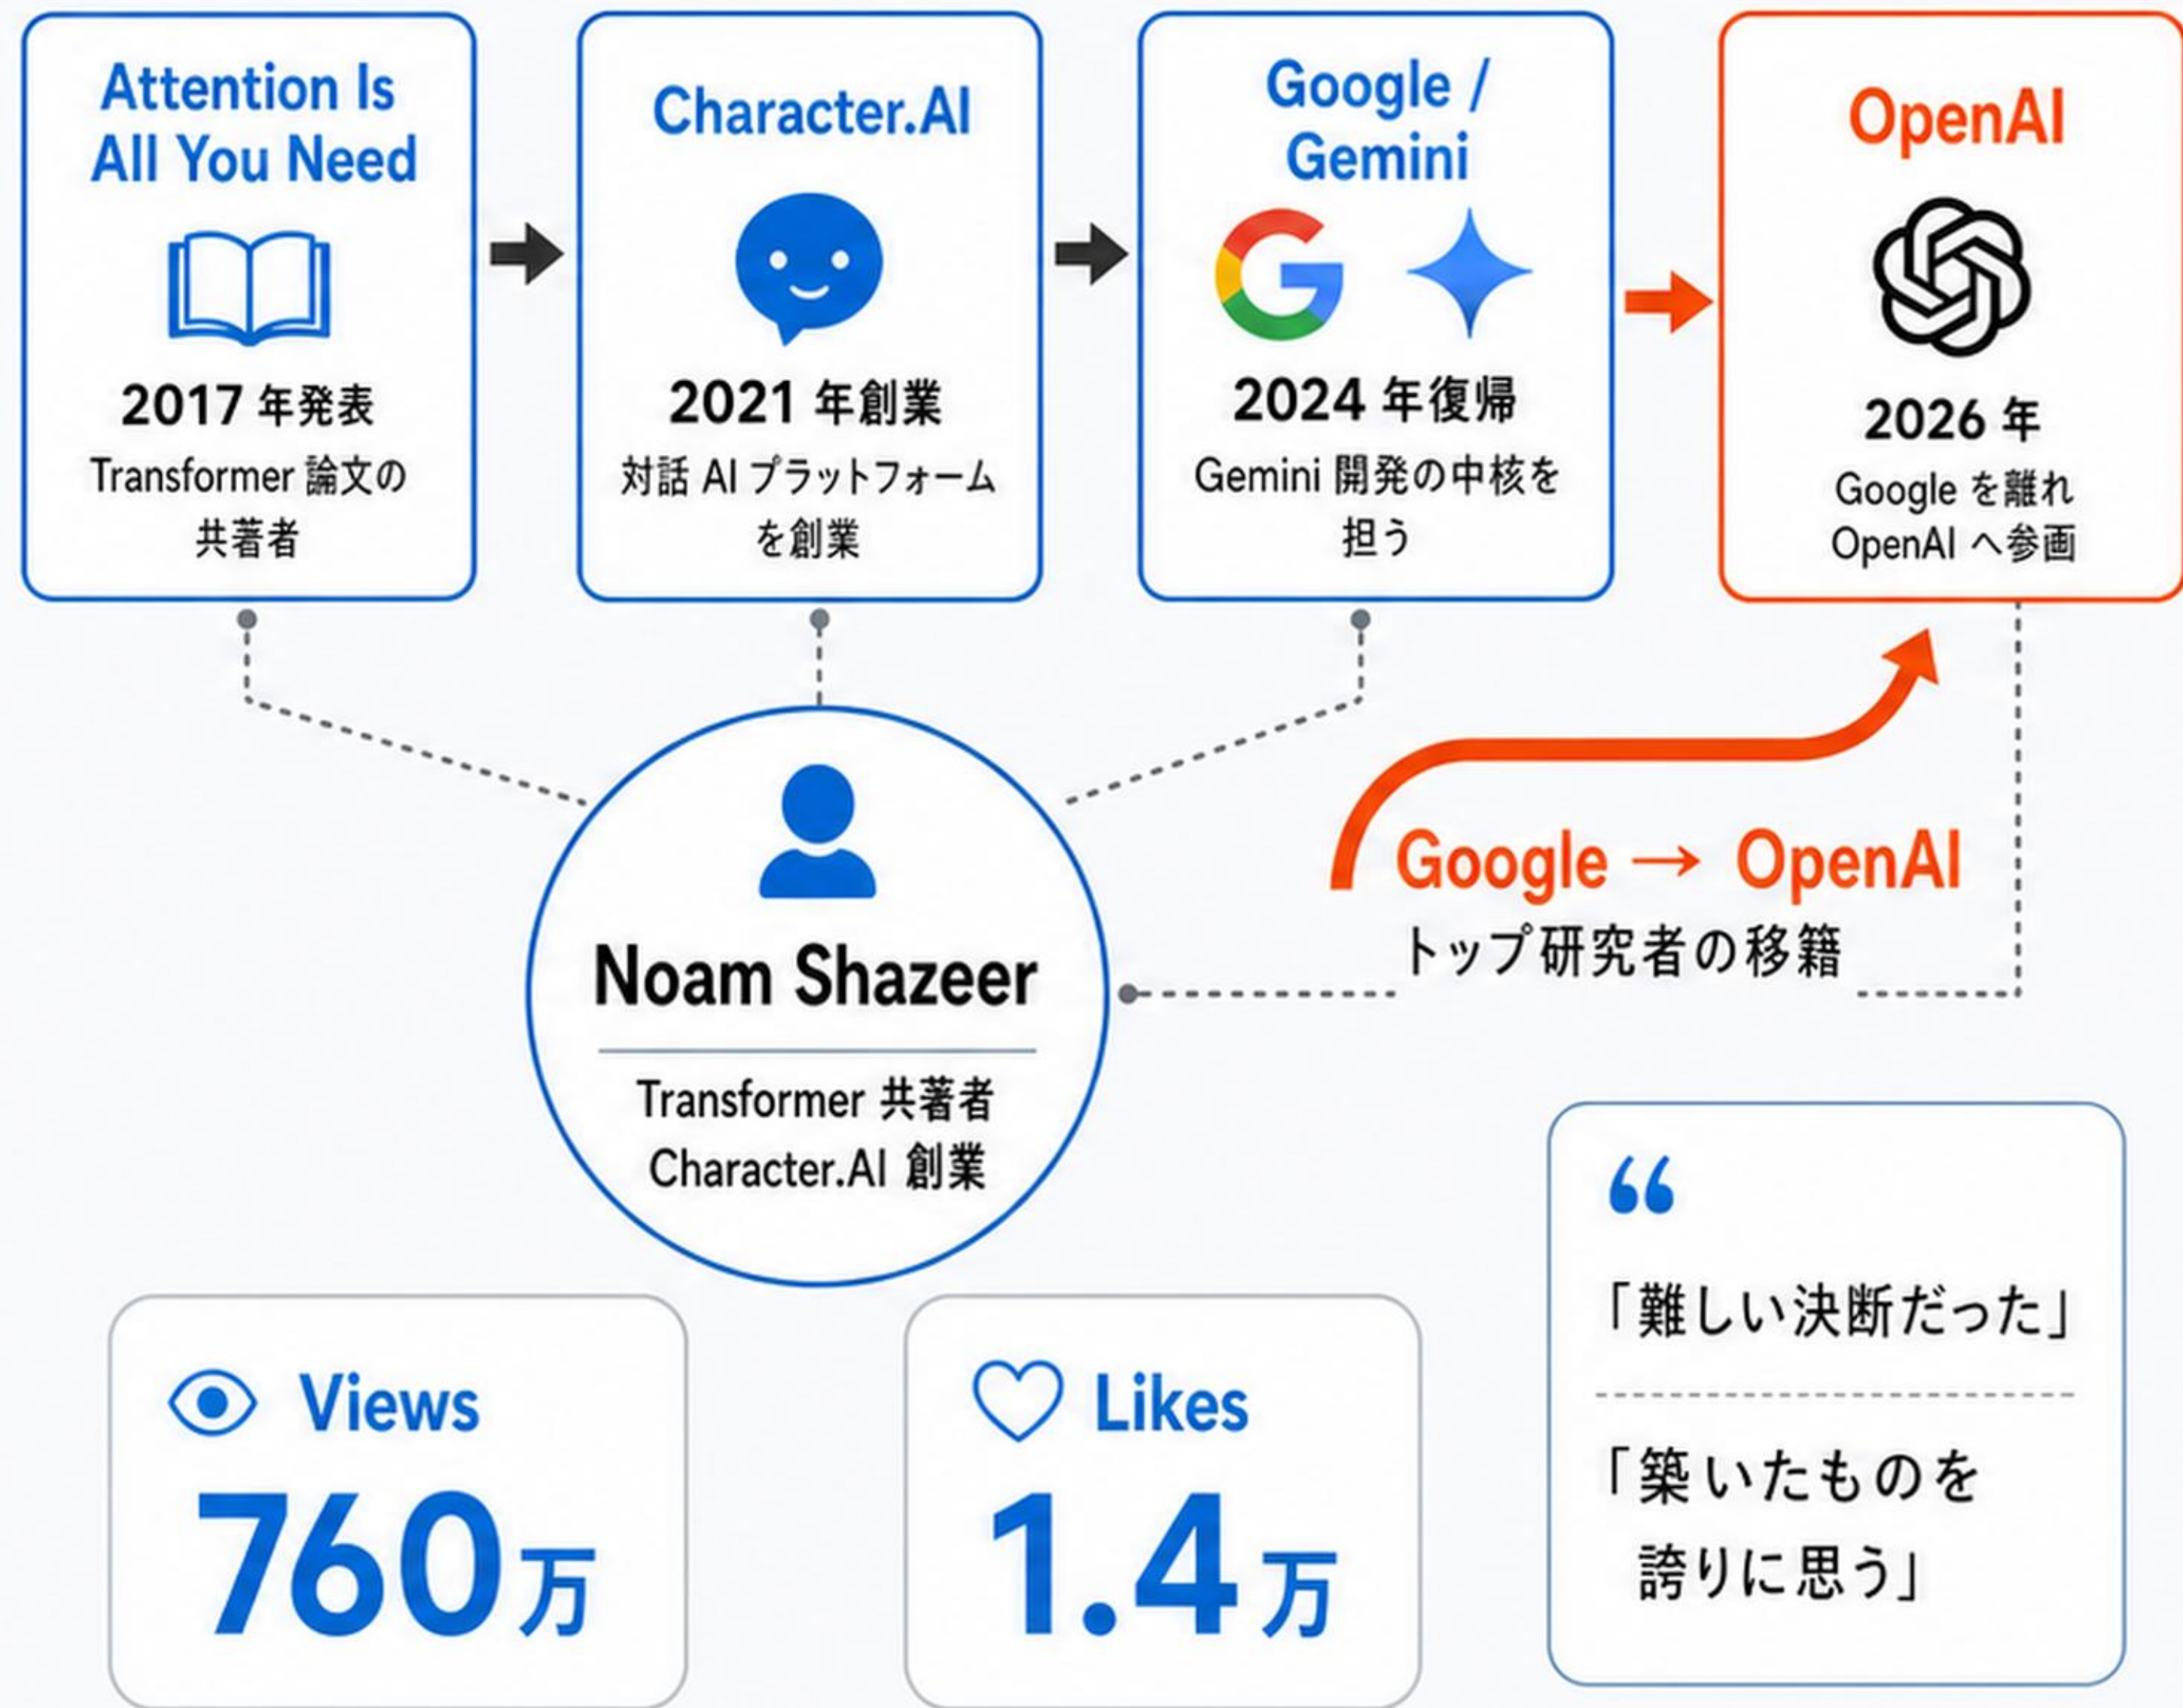 Attention Is
All You Need
2017 年発表
Transformer 論文の
共著者
Character.AI
2021 年創業
対話 AI プラットフォーム
を創業
Google /
Gemini
2024 年復帰
Gemini 開発の中核を
担う
OpenAI
2026 年
Google を離れ
OpenAI へ参画
Google → OpenAI
トップ研究者の移籍
Noam Shazeer
Transformer 共著者
Character.AI 創業
Views
760万
Likes
1.4万
“
「難しい決断だった」
「築いたものを
誇りに思う」